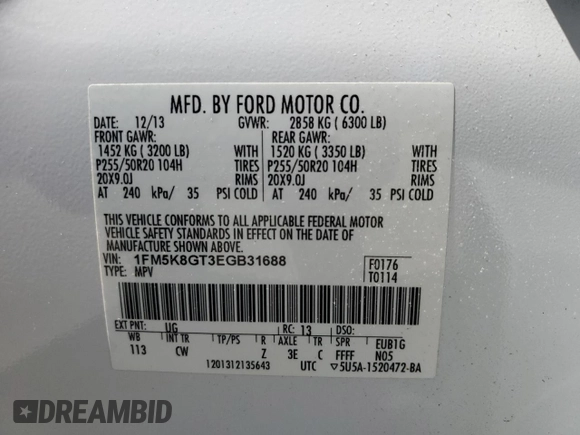 MFD. BY FORD MOTOR CO.
DATE: 12/13 GVWR: 2858 KG ( 6300 LB)
FRONT GAWR: REAR GAWR:
1452 KG ( 3200 LB) WITH 1520 KG ( 3350 LB) WITH
P255/50R20 104H TIRES P255/50R20 104H TIRES
20X9.0J RIMS 20X9.0J RIMS
AT 240 kPa/ 35 PSI COLD AT 240 kPa/ 35 PSI COLD
THIS VEHICLE CONFORMS TO ALL APPLICABLE FEDERAL MOTOR
VEHICLE SAFETY STANDARDS IN EFFECT ON THE DATE OF
MANUFACTURE SHOWN ABOVE.
VIN: 1FM5K8GT3EGB31688 F0176
TYPE: MPV T0114
EXT PNT: UG RC: 13 DSO:
WB INT TR TP/PS R AXLE TR SPR EUB1G
113 CW Z 3E C FFFF N05
1201312135643 UTC ▽5U5A-1520472-BA
DREAMBID